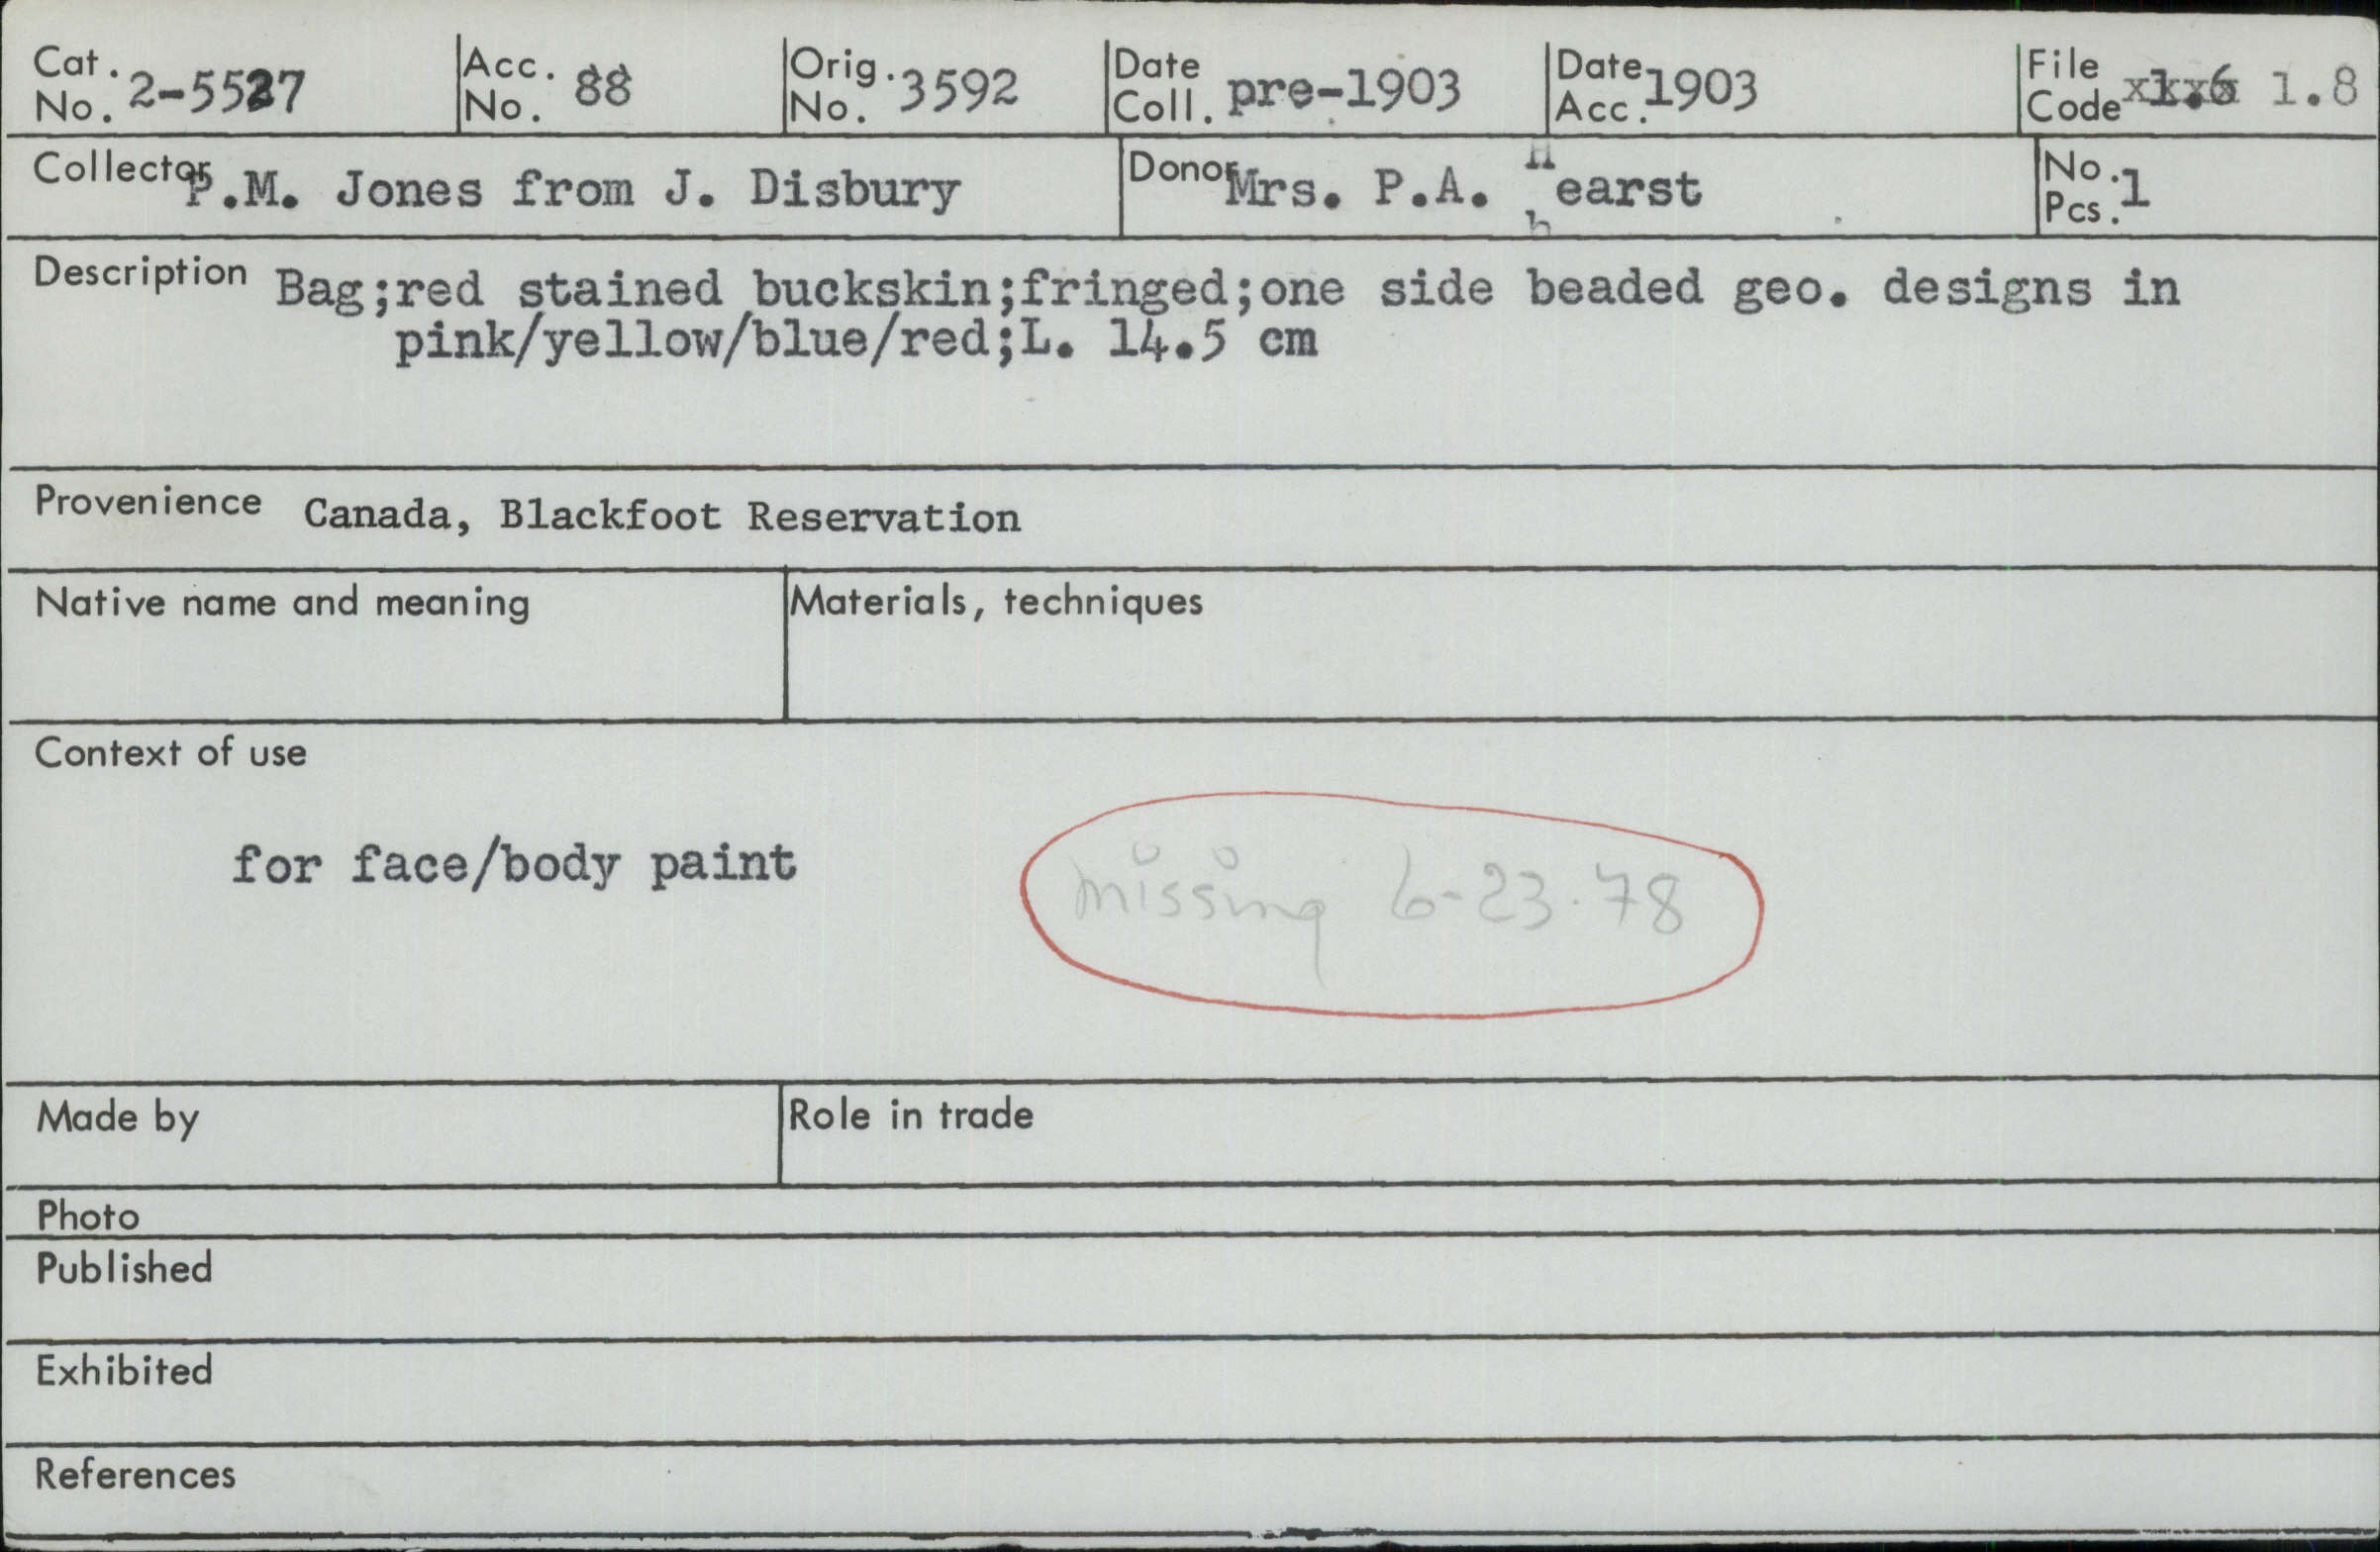 Cat. No. 2-5527 Acc. No. 88 Orig. No. 3592 Date Coll. pre-1903 Date Acc. 1903 File Code 1.6 1.8
Collector P.M. Jones from J. Disbury Donor Mrs. P.A. Hearst No. Pcs. 1
Description Bag;red stained buckskin;fringed;one side beaded geo. designs in
pink/yellow/blue/red;L. 14.5 cm
Provenience Canada, Blackfoot Reservation
Native name and meaning Materials, techniques
Context of use
for face/body paint missing 6-23-78
Made by Role in trade
Photo
Published
Exhibited
References